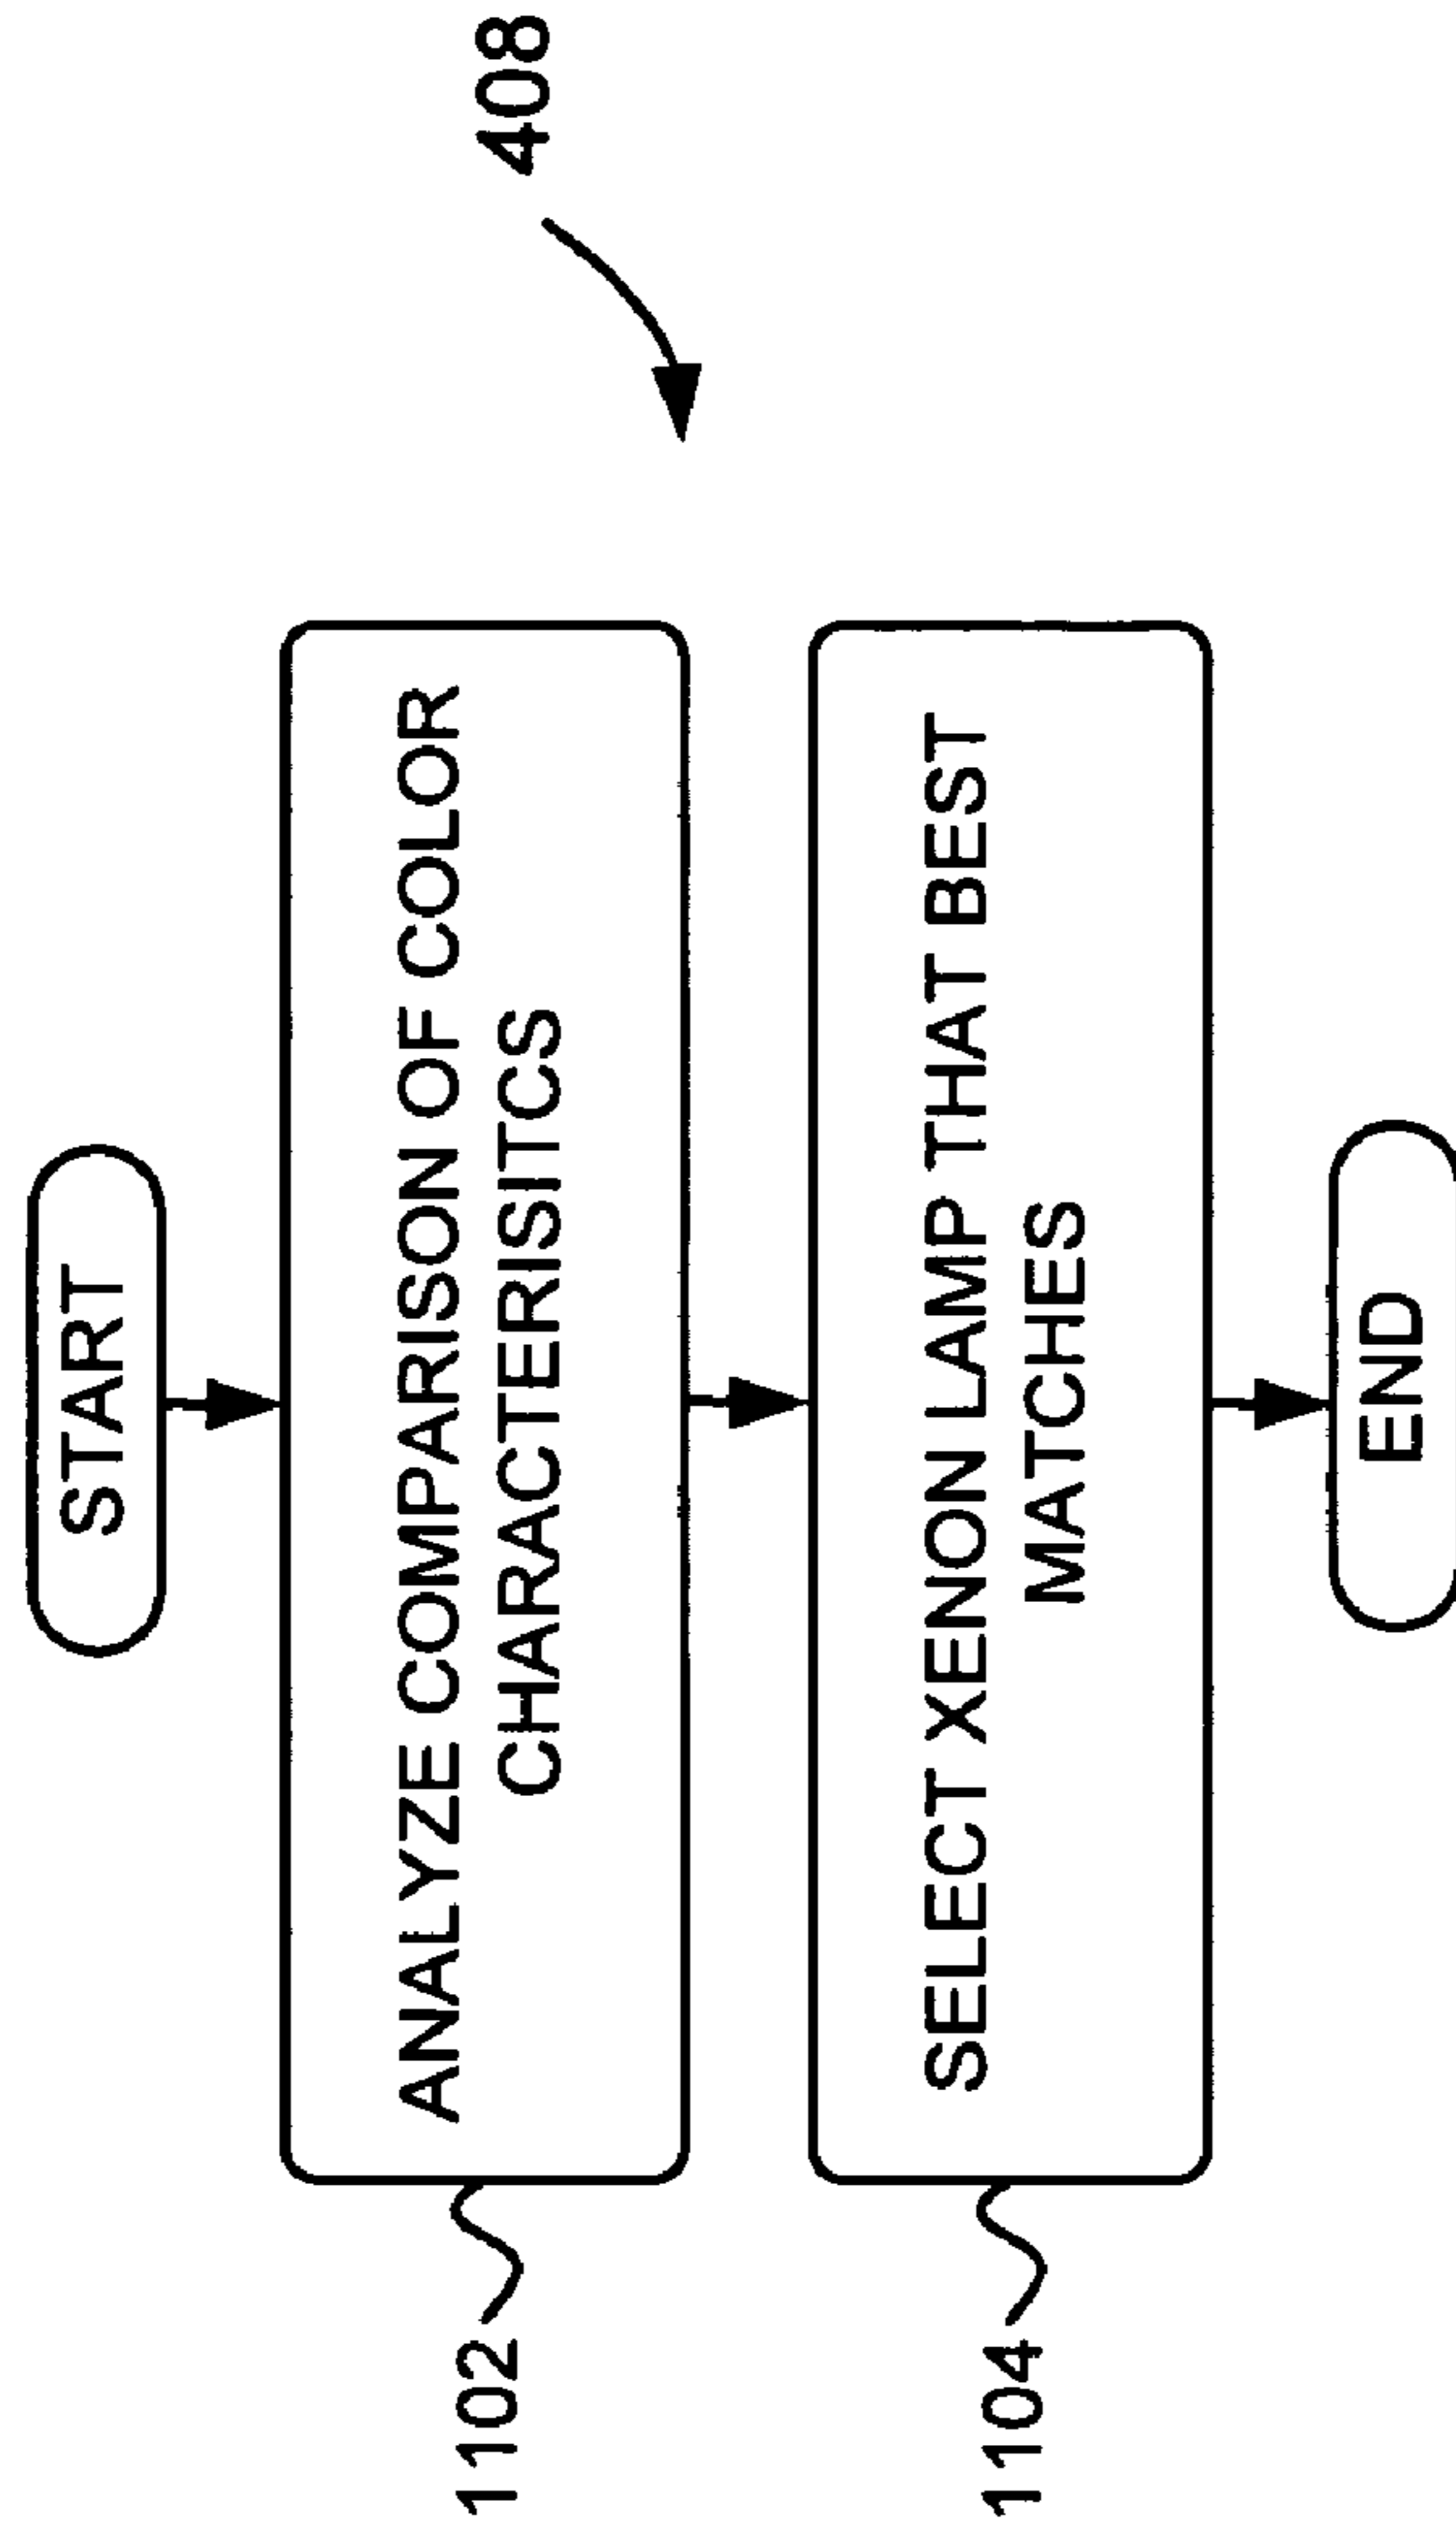 408
START
1102
ANALYZE COMPARISON OF COLOR
CHARACTERISITCS
1104
SELECT XENON LAMP THAT BEST
MATCHES
END